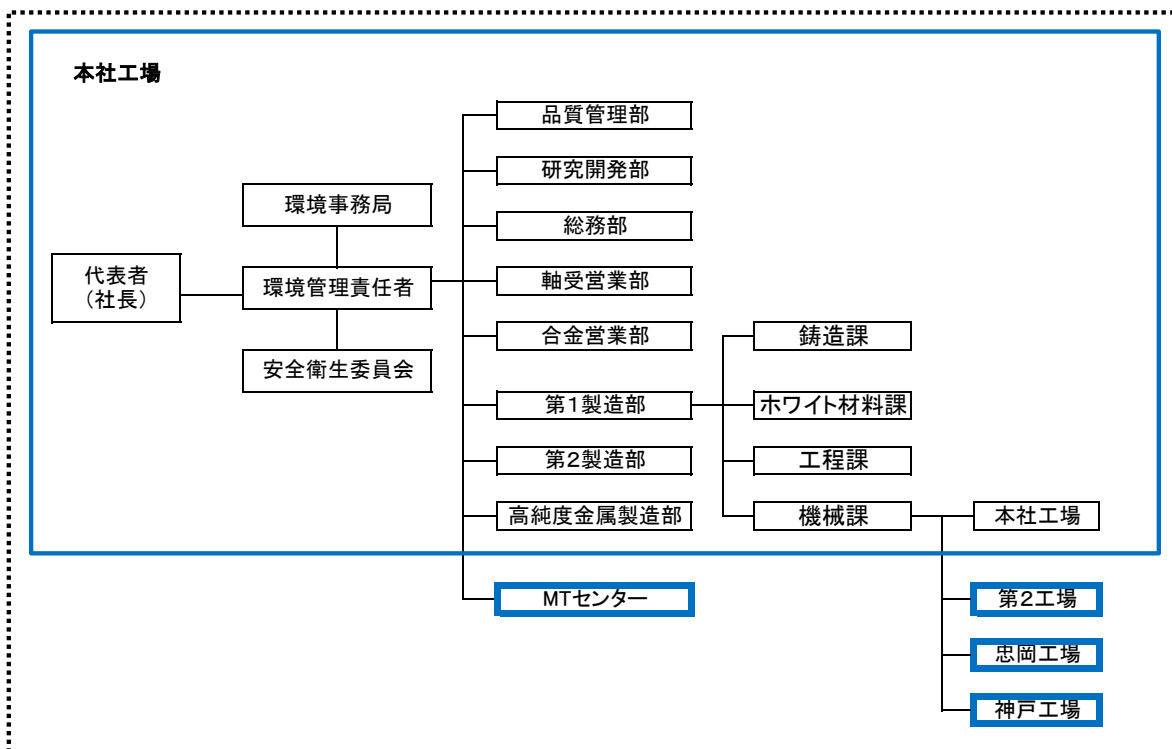 本社工場
品質管理部
研究開発部
環境事務局
総務部
代表者
（社長）
環境管理責任者
軸受営業部
安全衛生委員会
合金営業部
鋳造課
第１製造部
ホワイト材料課
第２製造部
工程課
高純度金属製造部
機械課
本社工場
MTセンター
第２工場
忠岡工場
神戸工場